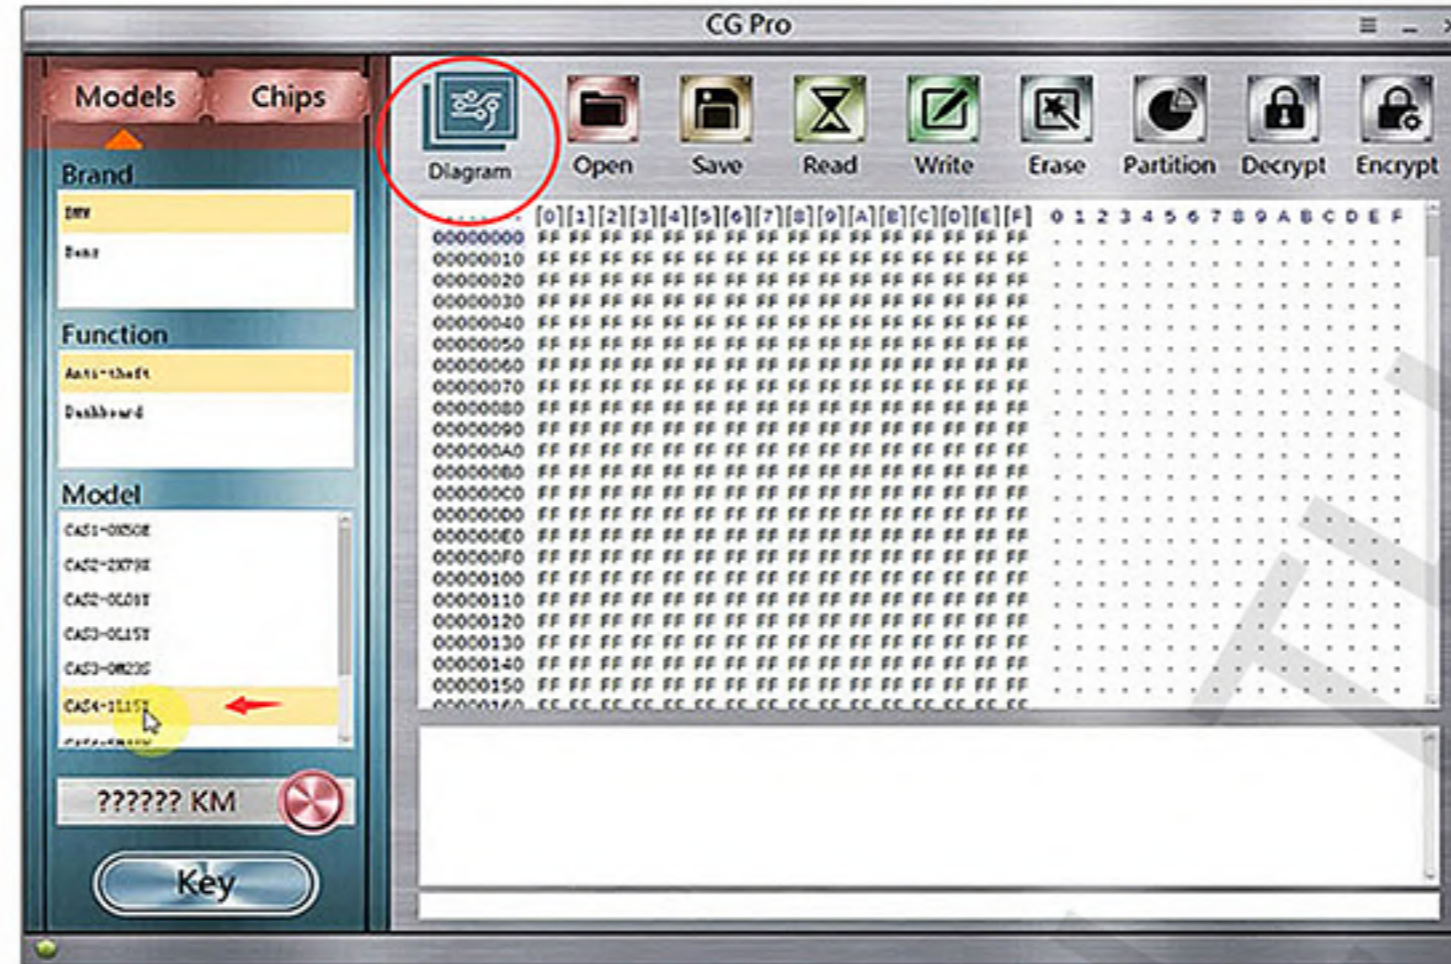 CG Pro
Models Chips
Diagram Open Save Read Write Erase Partition Decrypt Encrypt
Brand
BMW
Benz
Function
Anti-theft
Dashboard
Model
CAS1-0K50E
CAS2-2K79X
CAS2-0L01Y
CAS3-0L15Y
CAS3-0M23S
CAS4-1L15Y
?????? KM
Key
[0][1][2][3][4][5][6][7][8][9][A][B][C][D][E][F] 0 1 2 3 4 5 6 7 8 9 A B C D E F
00000000 FF FF FF FF FF FF FF FF FF FF FF FF FF FF FF FF
00000010 FF FF FF FF FF FF FF FF FF FF FF FF FF FF FF FF
00000020 FF FF FF FF FF FF FF FF FF FF FF FF FF FF FF FF
00000030 FF FF FF FF FF FF FF FF FF FF FF FF FF FF FF FF
00000040 FF FF FF FF FF FF FF FF FF FF FF FF FF FF FF FF
00000050 FF FF FF FF FF FF FF FF FF FF FF FF FF FF FF FF
00000060 FF FF FF FF FF FF FF FF FF FF FF FF FF FF FF FF
00000070 FF FF FF FF FF FF FF FF FF FF FF FF FF FF FF FF
00000080 FF FF FF FF FF FF FF FF FF FF FF FF FF FF FF FF
00000090 FF FF FF FF FF FF FF FF FF FF FF FF FF FF FF FF
000000A0 FF FF FF FF FF FF FF FF FF FF FF FF FF FF FF FF
000000B0 FF FF FF FF FF FF FF FF FF FF FF FF FF FF FF FF
000000C0 FF FF FF FF FF FF FF FF FF FF FF FF FF FF FF FF
000000D0 FF FF FF FF FF FF FF FF FF FF FF FF FF FF FF FF
000000E0 FF FF FF FF FF FF FF FF FF FF FF FF FF FF FF FF
000000F0 FF FF FF FF FF FF FF FF FF FF FF FF FF FF FF FF
00000100 FF FF FF FF FF FF FF FF FF FF FF FF FF FF FF FF
00000110 FF FF FF FF FF FF FF FF FF FF FF FF FF FF FF FF
00000120 FF FF FF FF FF FF FF FF FF FF FF FF FF FF FF FF
00000130 FF FF FF FF FF FF FF FF FF FF FF FF FF FF FF FF
00000140 FF FF FF FF FF FF FF FF FF FF FF FF FF FF FF FF
00000150 FF FF FF FF FF FF FF FF FF FF FF FF FF FF FF FF
00000160 FF FF FF FF FF FF FF FF FF FF FF FF FF FF FF FF